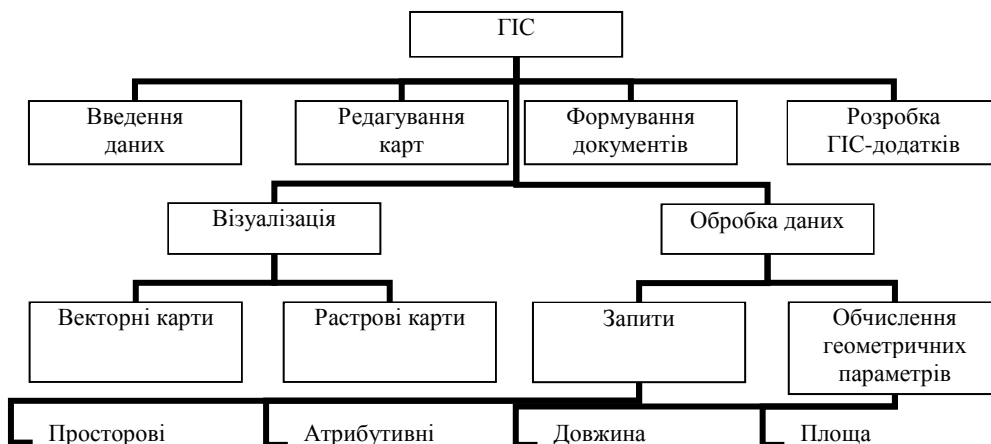 ГІС
Введення
даних
Редагування
карт
Формування
документів
Розробка
ГІС-додатків
Візуалізація
Обробка даних
Векторні карти
Растрові карти
Запити
Обчислення
геометричних
параметрів
Просторові
Атрибутивні
Довжина
Площа